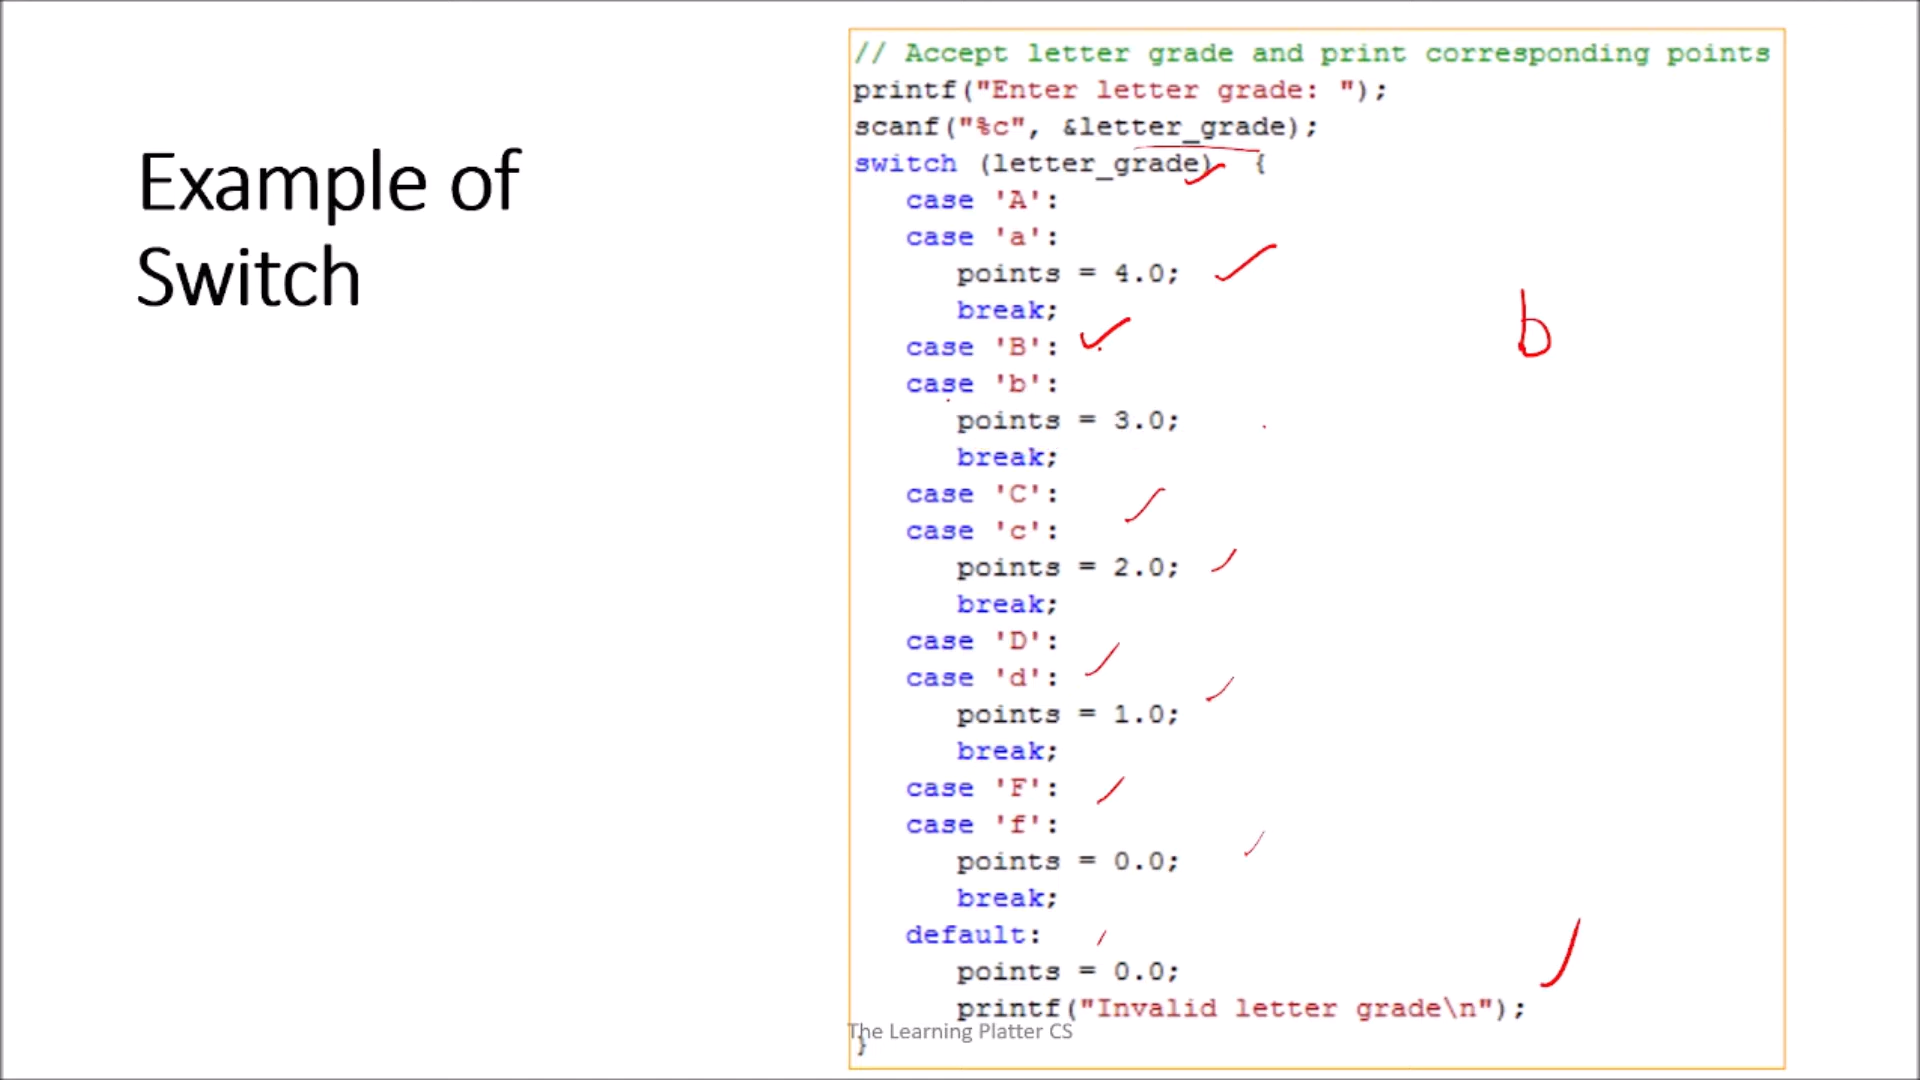 Example of
Switch
// Accept letter grade and print corresponding points
printf("Enter letter grade: ");
scanf("%c", &letter_grade);
switch (letter_grade) {
case 'A':
case 'a':
points = 4.0;
break;
case 'B':
case 'b':
points = 3.0;
break;
case 'C':
case 'c':
points = 2.0;
break;
case 'D':
case 'd':
points = 1.0;
break;
case 'F':
case 'f':
points = 0.0;
break;
default:
points = 0.0;
printf("Invalid letter grade\n");
}
b
The Learning Platter CS